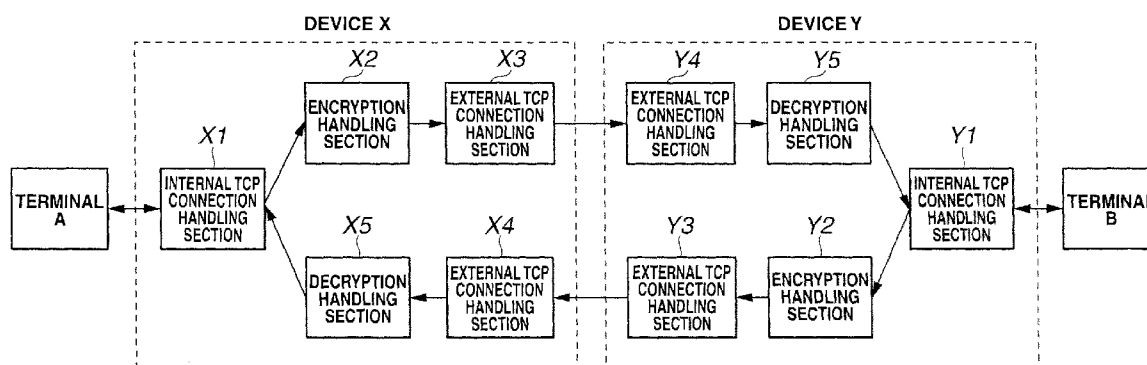 DEVICE X
DEVICE Y
X2
X3
Y4
Y5
ENCRYPTION
HANDLING
SECTION
EXTERNAL TCP
CONNECTION
HANDLING
SECTION
EXTERNAL TCP
CONNECTION
HANDLING
SECTION
DECRYPTION
HANDLING
SECTION
X1
Y1
TERMINAL
A
INTERNAL TCP
CONNECTION
HANDLING
SECTION
INTERNAL TCP
CONNECTION
HANDLING
SECTION
TERMINAL
B
X5
X4
Y3
Y2
DECRYPTION
HANDLING
SECTION
EXTERNAL TCP
CONNECTION
HANDLING
SECTION
EXTERNAL TCP
CONNECTION
HANDLING
SECTION
ENCRYPTION
HANDLING
SECTION